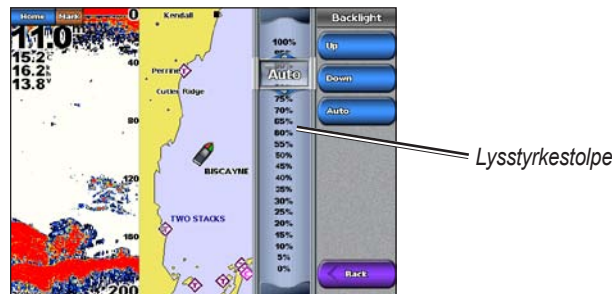 Home
Mark
11.0
15.2
16.2
13.8
0
40
80
120
160
200
Kendall
Perrine
Cutler Ridge
BISCAYNE
TWO STACKS
100%
Auto
75%
70%
65%
60%
55%
50%
45%
40%
35%
30%
25%
20%
15%
10%
5%
0%
Backlight
Up
Down
Auto
Back
Lysstyrkestolpe